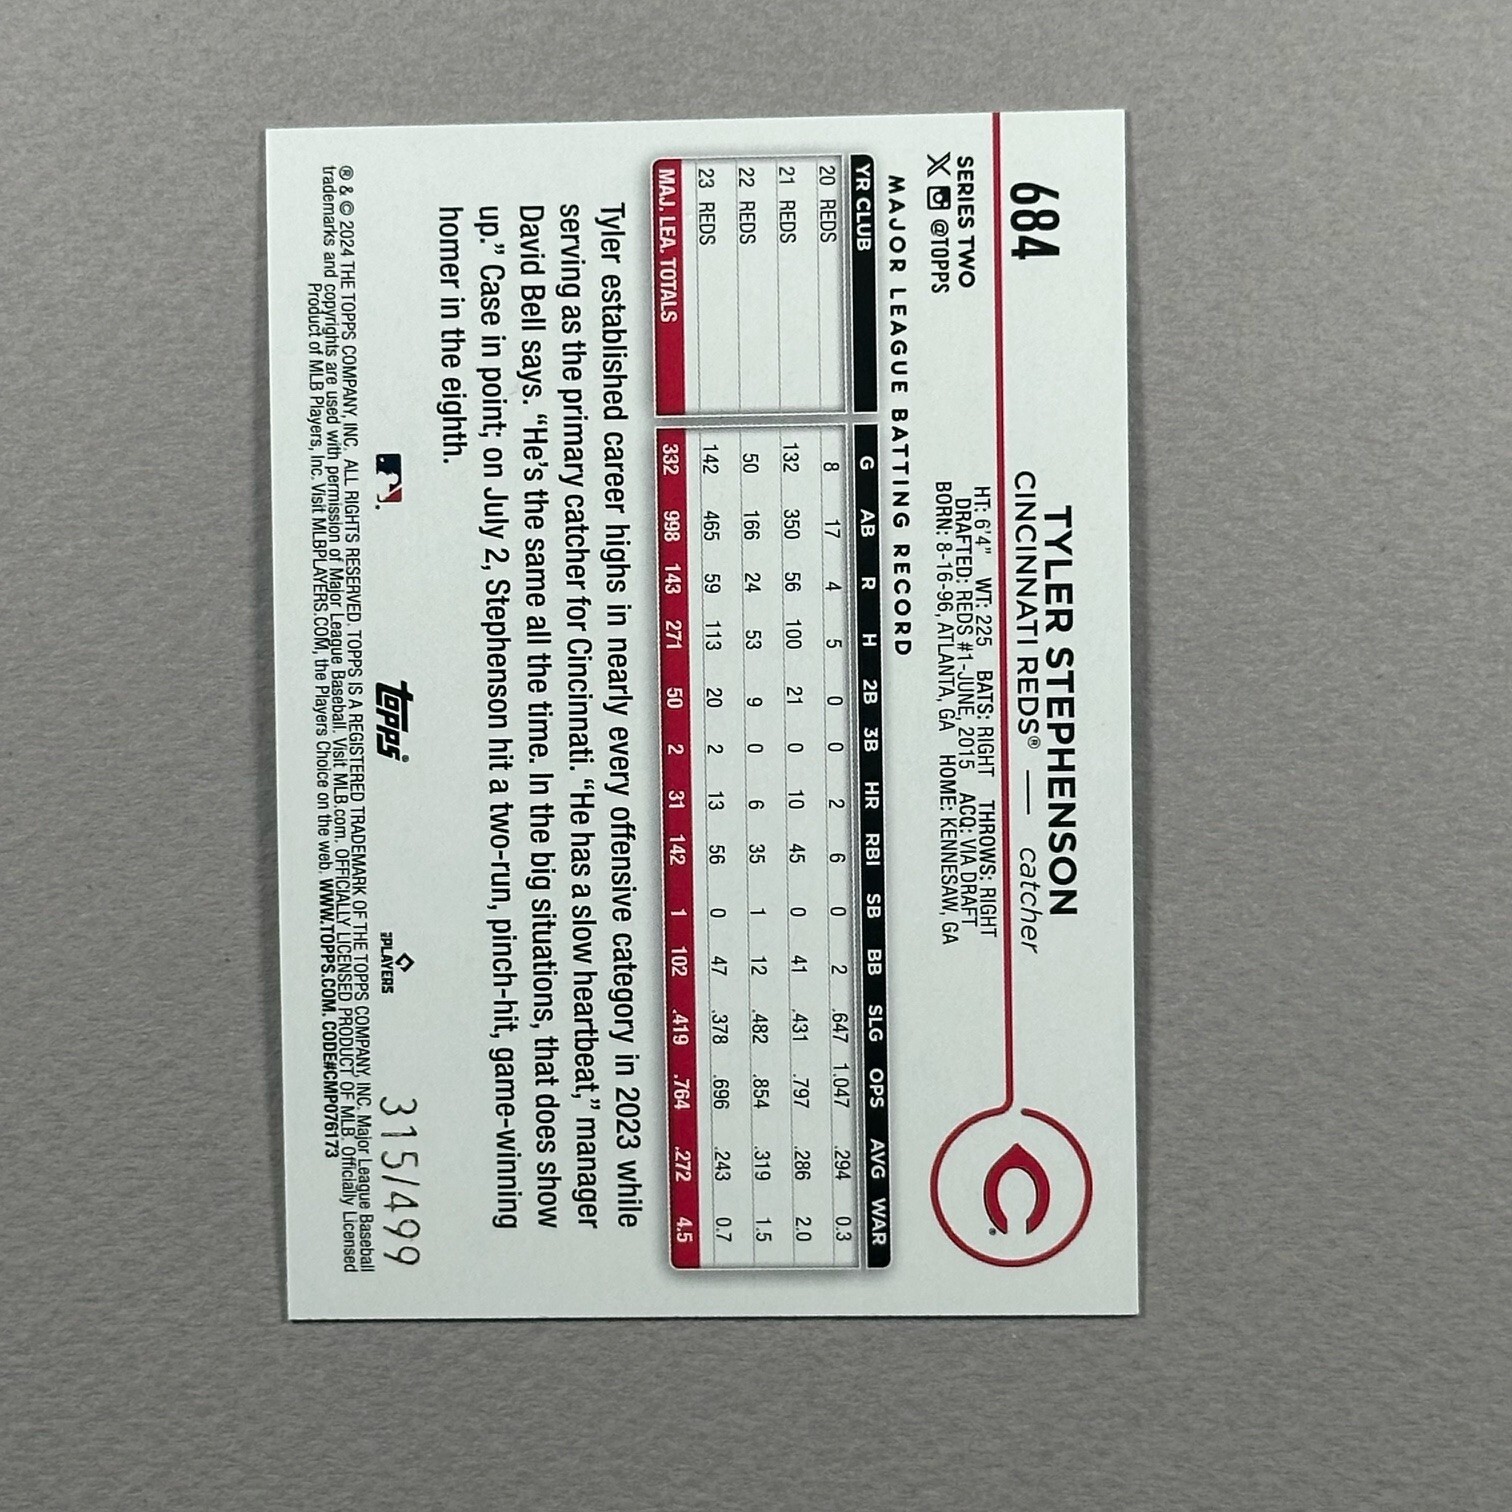 684
TYLER STEPHENSON
CINCINNATI REDS® — catcher
SERIES TWO
@TOPPS
HT: 6'4" WT: 225 BATS: RIGHT THROWS: RIGHT
DRAFTED: REDS #1-JUNE, 2015 ACQ: VIA DRAFT
BORN: 8-16-96, ATLANTA, GA HOME: KENNESAW, GA
C®
MAJOR LEAGUE BATTING RECORD
YR CLUB G AB R H 2B 3B HR RBI SB BB SLG OPS AVG WAR
20 REDS 8 17 4 5 0 0 2 6 0 2 .647 1.047 .294 0.3
21 REDS 132 350 56 100 21 0 10 45 0 41 .431 .797 .286 2.0
22 REDS 50 166 24 53 9 0 6 35 1 12 .482 .854 .319 1.5
23 REDS 142 465 59 113 20 2 13 56 0 47 .378 .696 .243 0.7
MAJ. LEA. TOTALS 332 998 143 271 50 2 31 142 1 102 .419 .764 .272 4.5
Tyler established career highs in nearly every offensive category in 2023 while
serving as the primary catcher for Cincinnati. “He has a slow heartbeat,” manager
David Bell says. “He’s the same all the time. In the big situations, that does show
up.” Case in point; on July 2, Stephenson hit a two-run, pinch-hit, game-winning
homer in the eighth.
topps®
PLAYERS
315/499
® & © 2024 THE TOPPS COMPANY, INC. ALL RIGHTS RESERVED. TOPPS IS A REGISTERED TRADEMARK OF THE TOPPS COMPANY, INC. Major League Baseball
trademarks and copyrights are used with permission of Major League Baseball. Visit MLB.com. OFFICIALLY LICENSED PRODUCT OF MLB. Officially Licensed
Product of MLB Players, Inc. Visit MLBPLAYERS.COM, the Players Choice on the web. WWW.TOPPS.COM. CODE#CMP076173